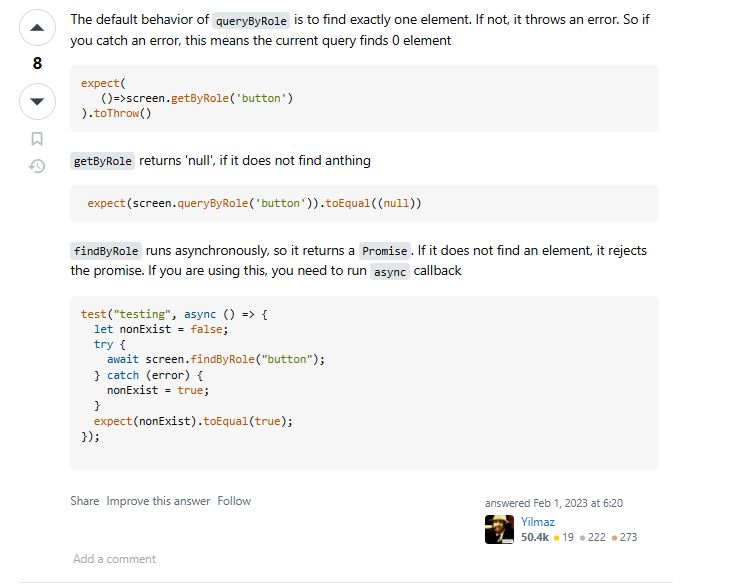 The default behavior of queryByRole is to find exactly one element. If not, it throws an error. So if
you catch an error, this means the current query finds 0 element
8
expect(
   ()=>screen.getByRole('button')
).toThrow()
getByRole returns 'null', if it does not find anthing
expect(screen.queryByRole('button')).toEqual((null))
findByRole runs asynchronously, so it returns a Promise. If it does not find an element, it rejects
the promise. If you are using this, you need to run async callback
test("testing", async () => {
  let nonExist = false;
  try {
    await screen.findByRole("button");
  } catch (error) {
    nonExist = true;
  }
  expect(nonExist).toEqual(true);
});
Share Improve this answer Follow
answered Feb 1, 2023 at 6:20
Yilmaz
50.4k 19 222 273
Add a comment